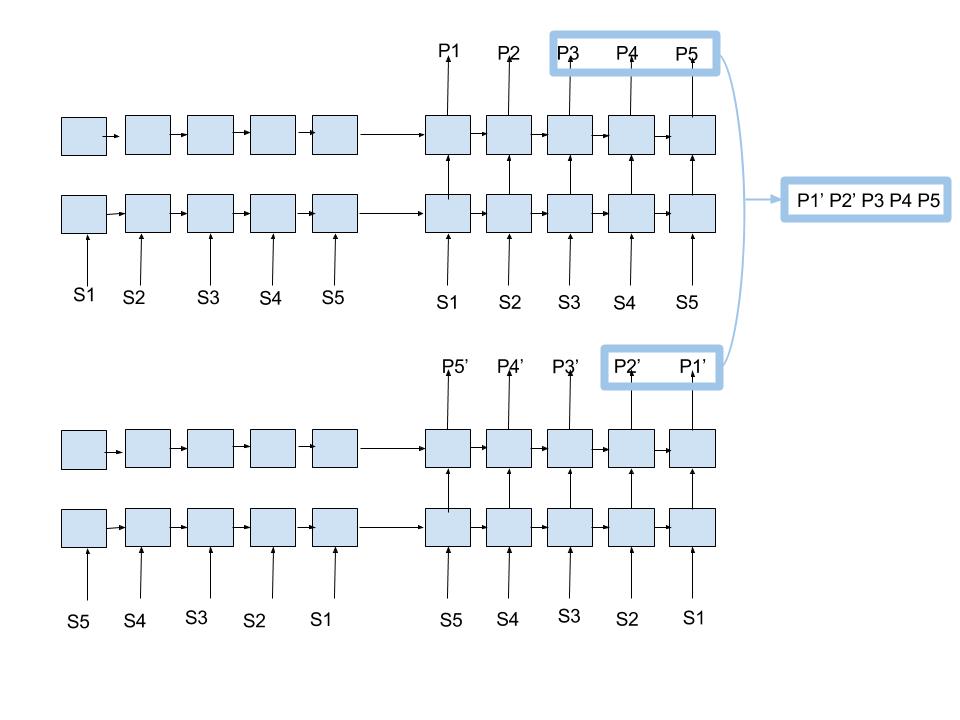 P1 P2 P3 P4 P5
P1’ P2’ P3 P4 P5
S1 S2 S3 S4 S5 S1 S2 S3 S4 S5
P5’ P4’ P3’ P2’ P1’
S5 S4 S3 S2 S1 S5 S4 S3 S2 S1